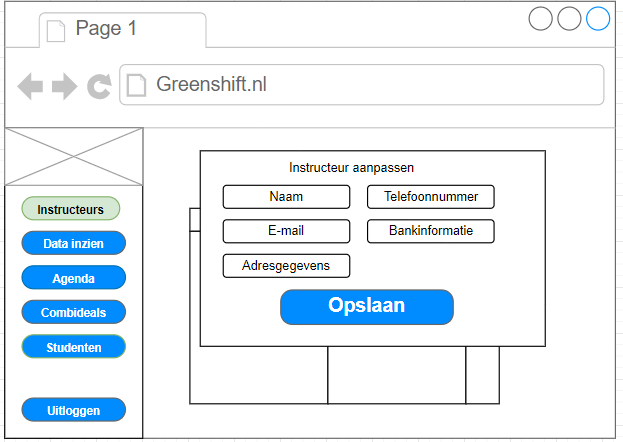 Page 1
Greenshift.nl
Instructeurs
Data inzien
Agenda
Combideals
Studenten
Uitloggen
Instructeur aanpassen
Naam
Telefoonnummer
E-mail
Bankinformatie
Adresgegevens
Opslaan